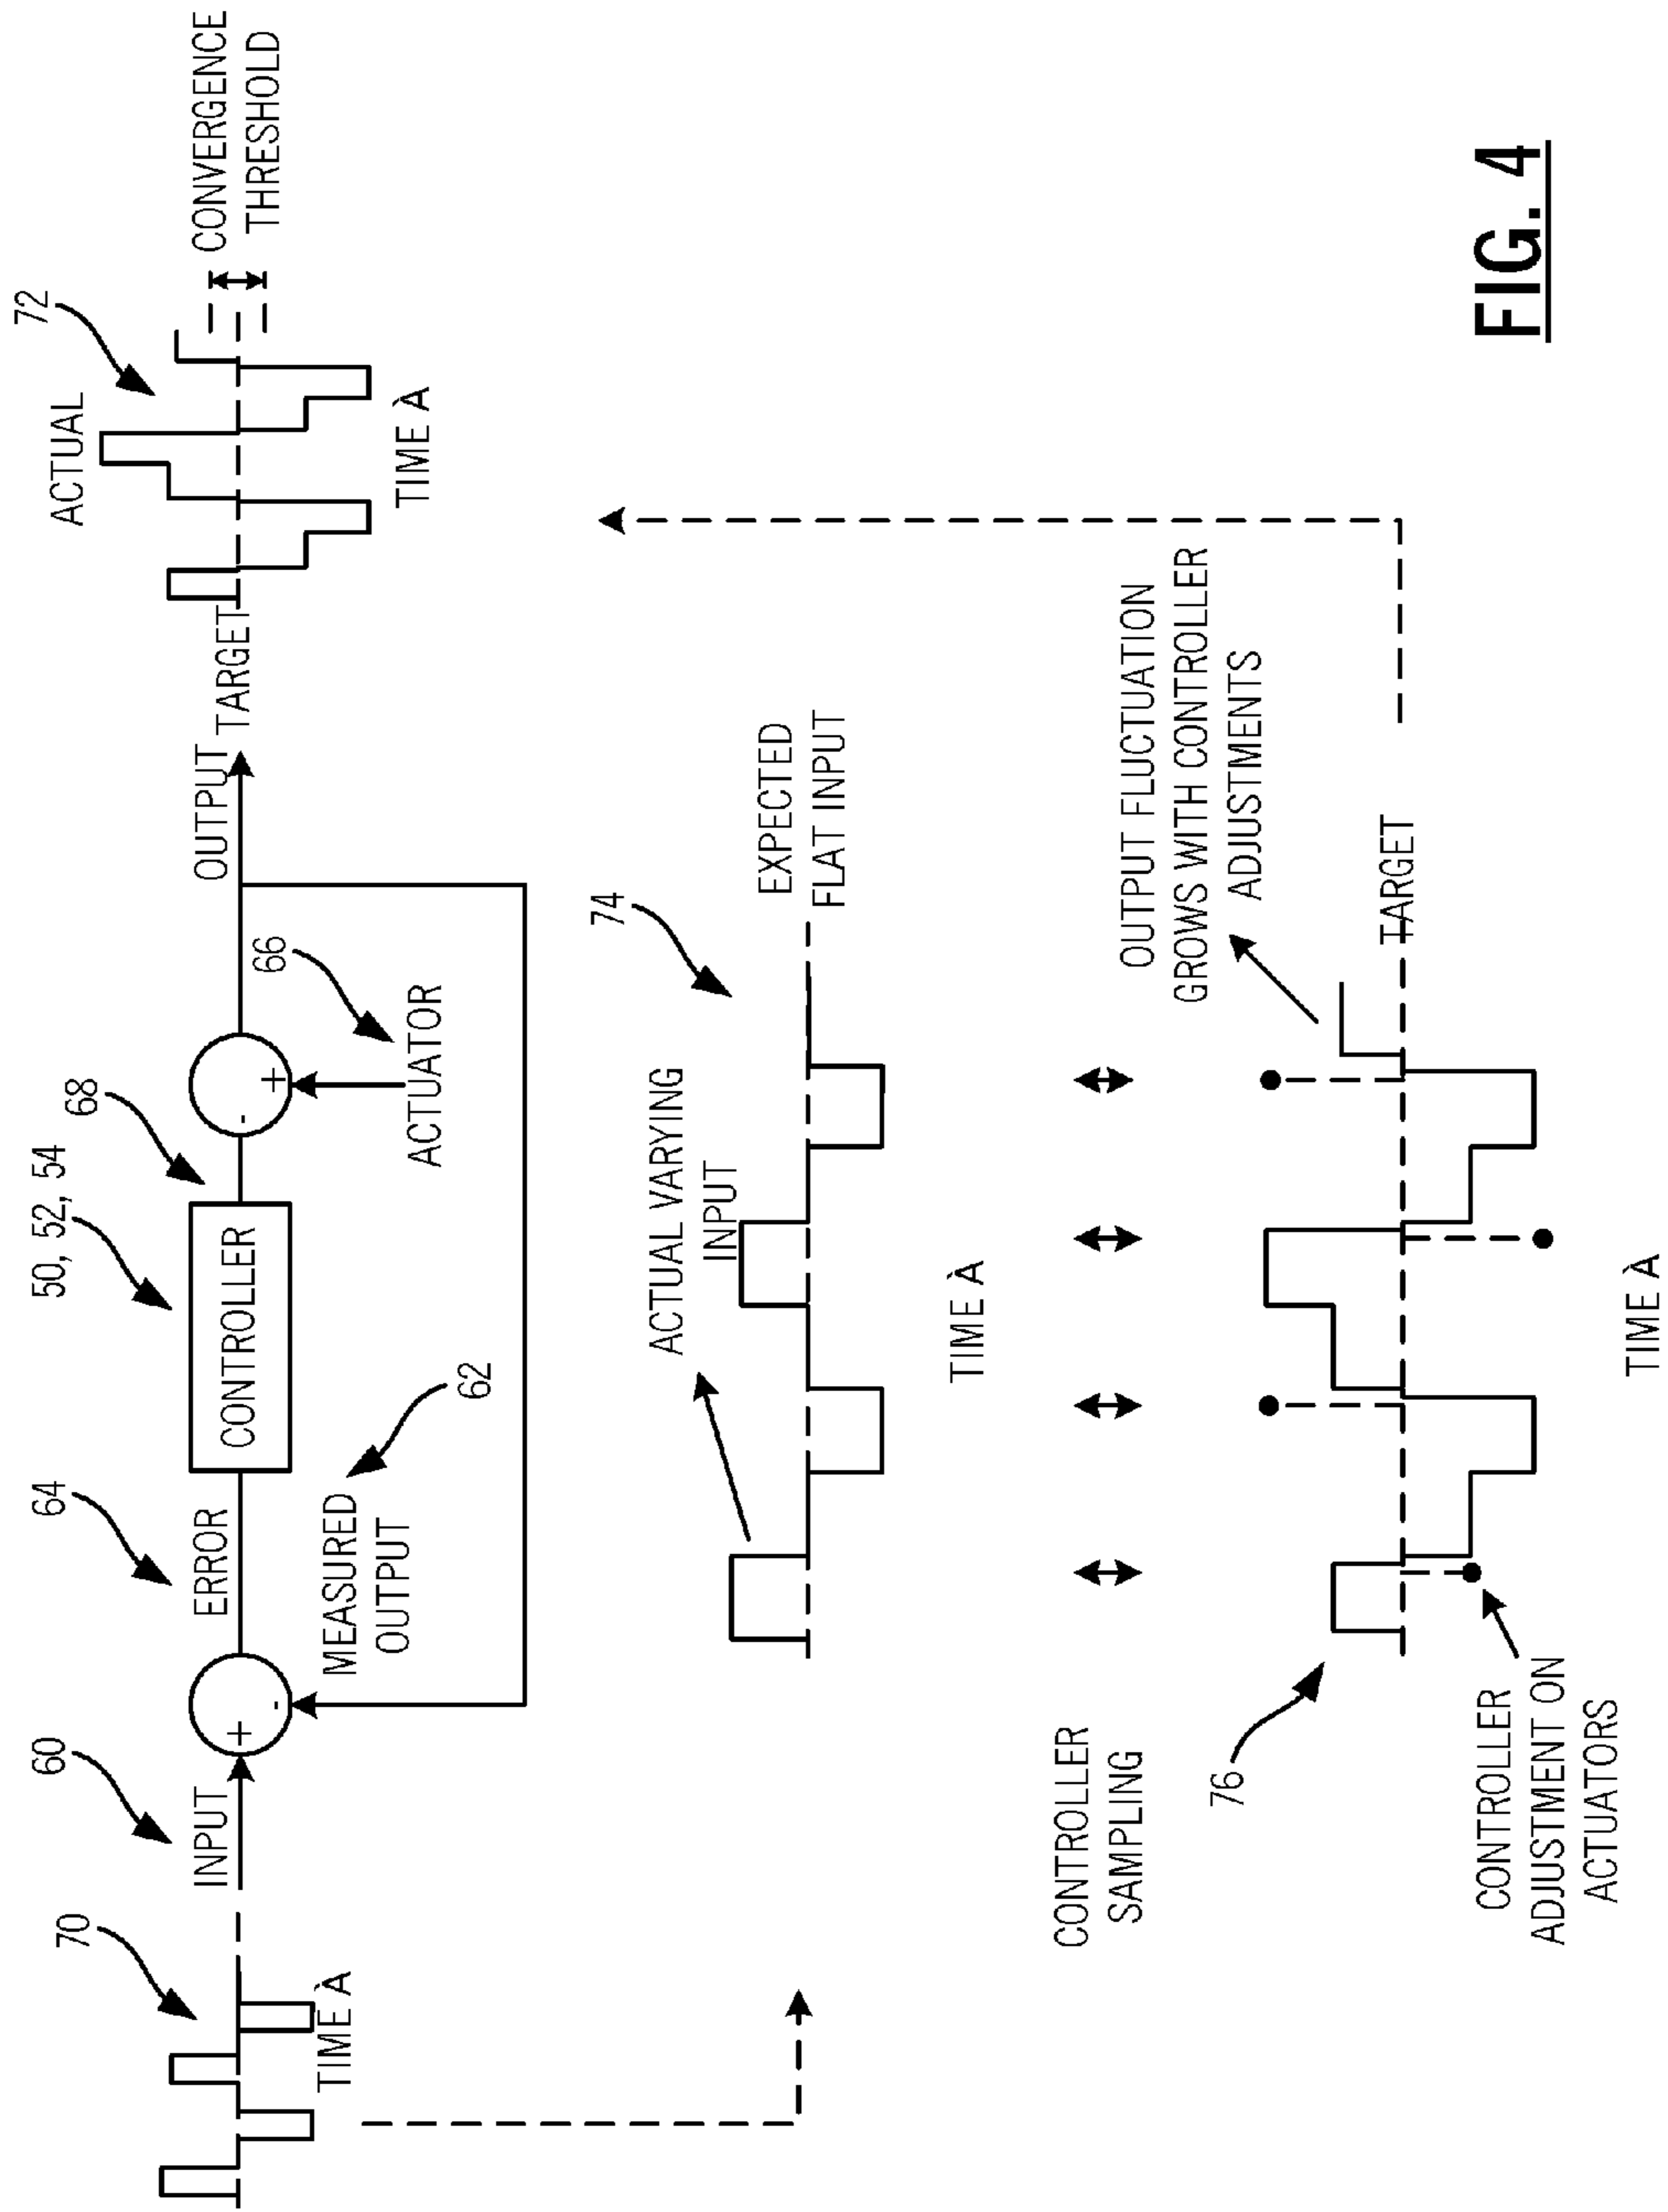 70
60
64
50, 52, 54
68
72
INPUT
+
-
ERROR
CONTROLLER
-
+
OUTPUT
TARGET
ACTUAL
CONVERGENCE
THRESHOLD
TIME À
MEASURED
OUTPUT
62
ACTUATOR
66
TIME À
ACTUAL VARYING
INPUT
74
EXPECTED
FLAT INPUT
TIME À
CONTROLLER
SAMPLING
OUTPUT FLUCTUATION
GROWS WITH CONTROLLER
ADJUSTMENTS
76
TARGET
CONTROLLER
ADJUSTMENT ON
ACTUATORS
TIME À
FIG. 4